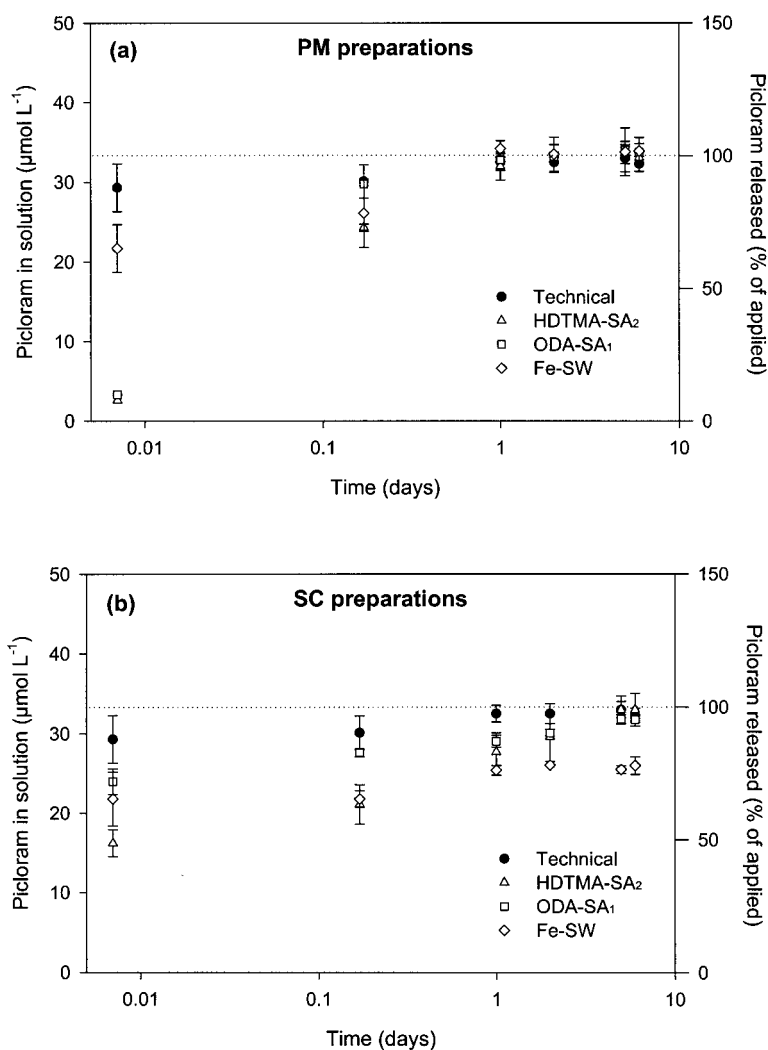 (a) PM preparations
50
40
30
20
10
0
Picloram in solution (µmol L⁻¹)
150
100
50
0
Picloram released (% of applied)
Technical
HDTMA-SA₂
ODA-SA₁
Fe-SW
0.01 0.1 1 10
Time (days)
(b) SC preparations
50
40
30
20
10
0
Picloram in solution (µmol L⁻¹)
150
100
50
0
Picloram released (% of applied)
Technical
HDTMA-SA₂
ODA-SA₁
Fe-SW
0.01 0.1 1 10
Time (days)